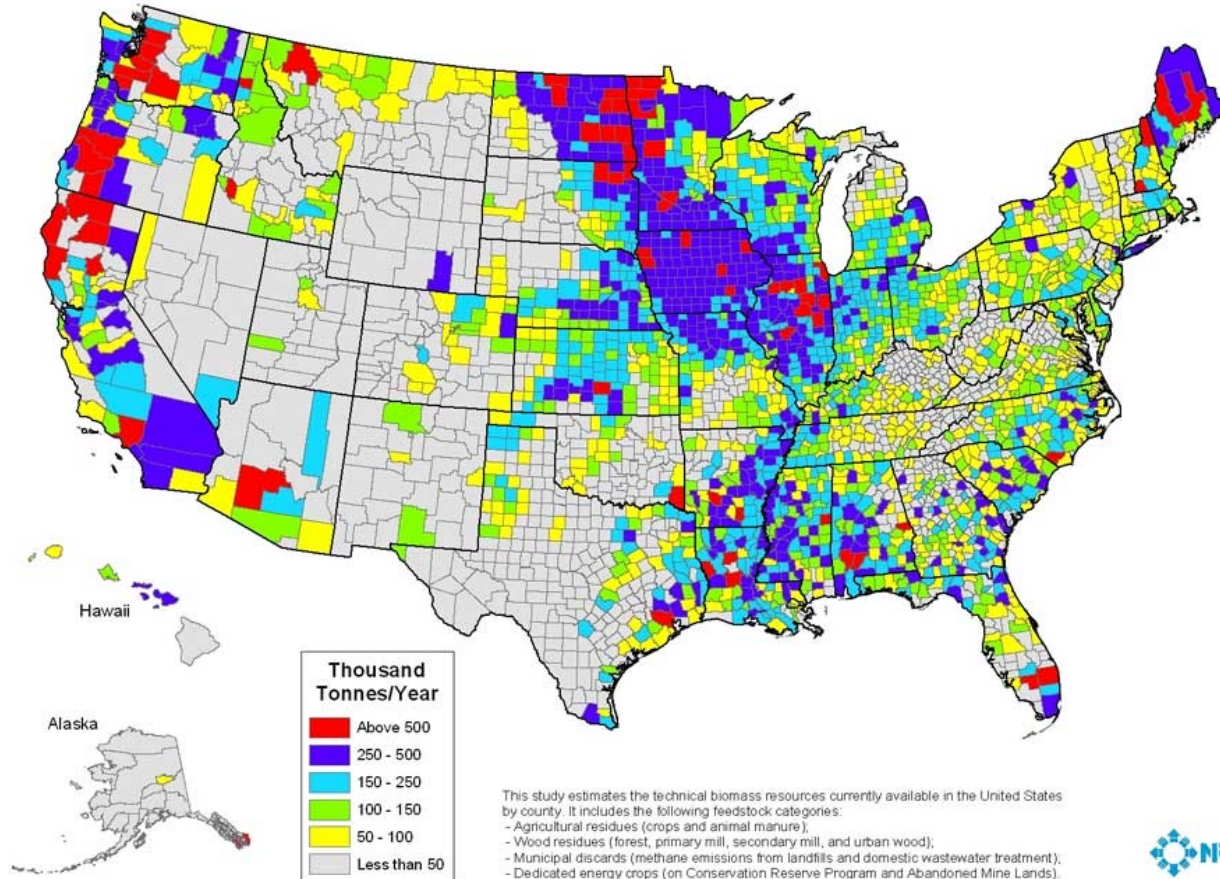 Hawaii
Alaska
Thousand
Tonnes/Year
Above 500
250 - 500
150 - 250
100 - 150
50 - 100
Less than 50
This study estimates the technical biomass resources currently available in the United States
by county. It includes the following feedstock categories:
- Agricultural residues (crops and animal manure);
- Wood residues (forest, primary mill, secondary mill, and urban wood);
- Municipal discards (methane emissions from landfills and domestic wastewater treatment);
- Dedicated energy crops (on Conservation Reserve Program and Abandoned Mine Lands).